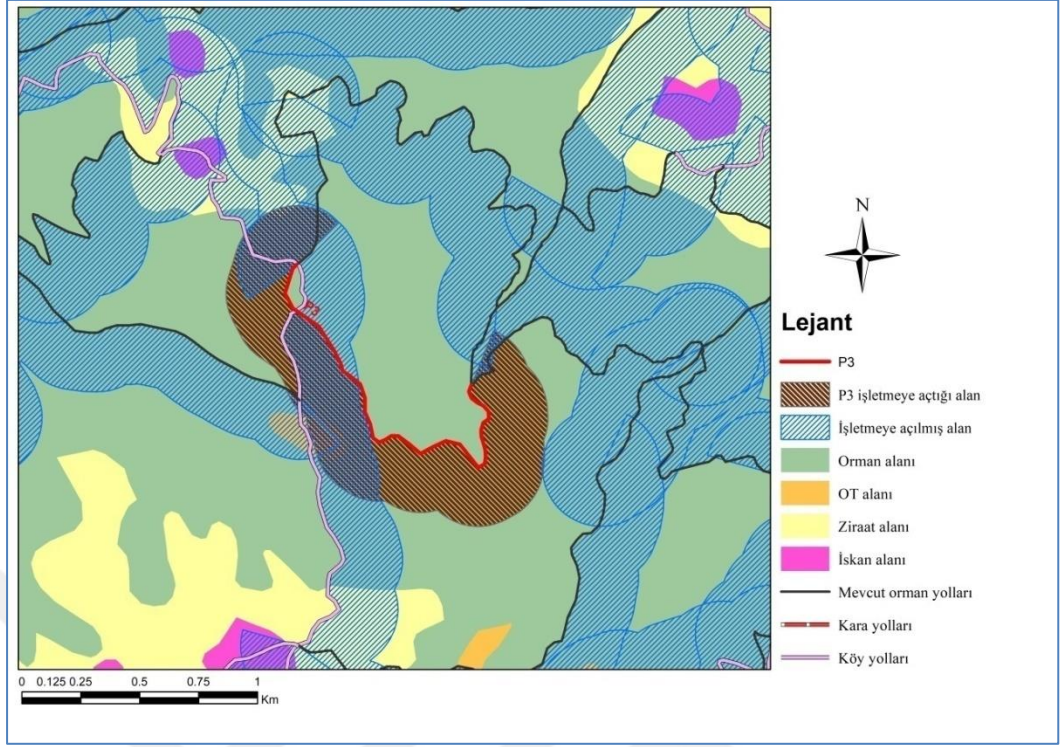 P3
N
Lejant
P3
P3 işletmeye açtığı alan
İşletmeye açılmış alan
Orman alanı
OT alanı
Ziraat alanı
İskan alanı
Mevcut orman yolları
Kara yolları
Köy yolları
0 0.125 0.25 0.5 0.75 1
Km